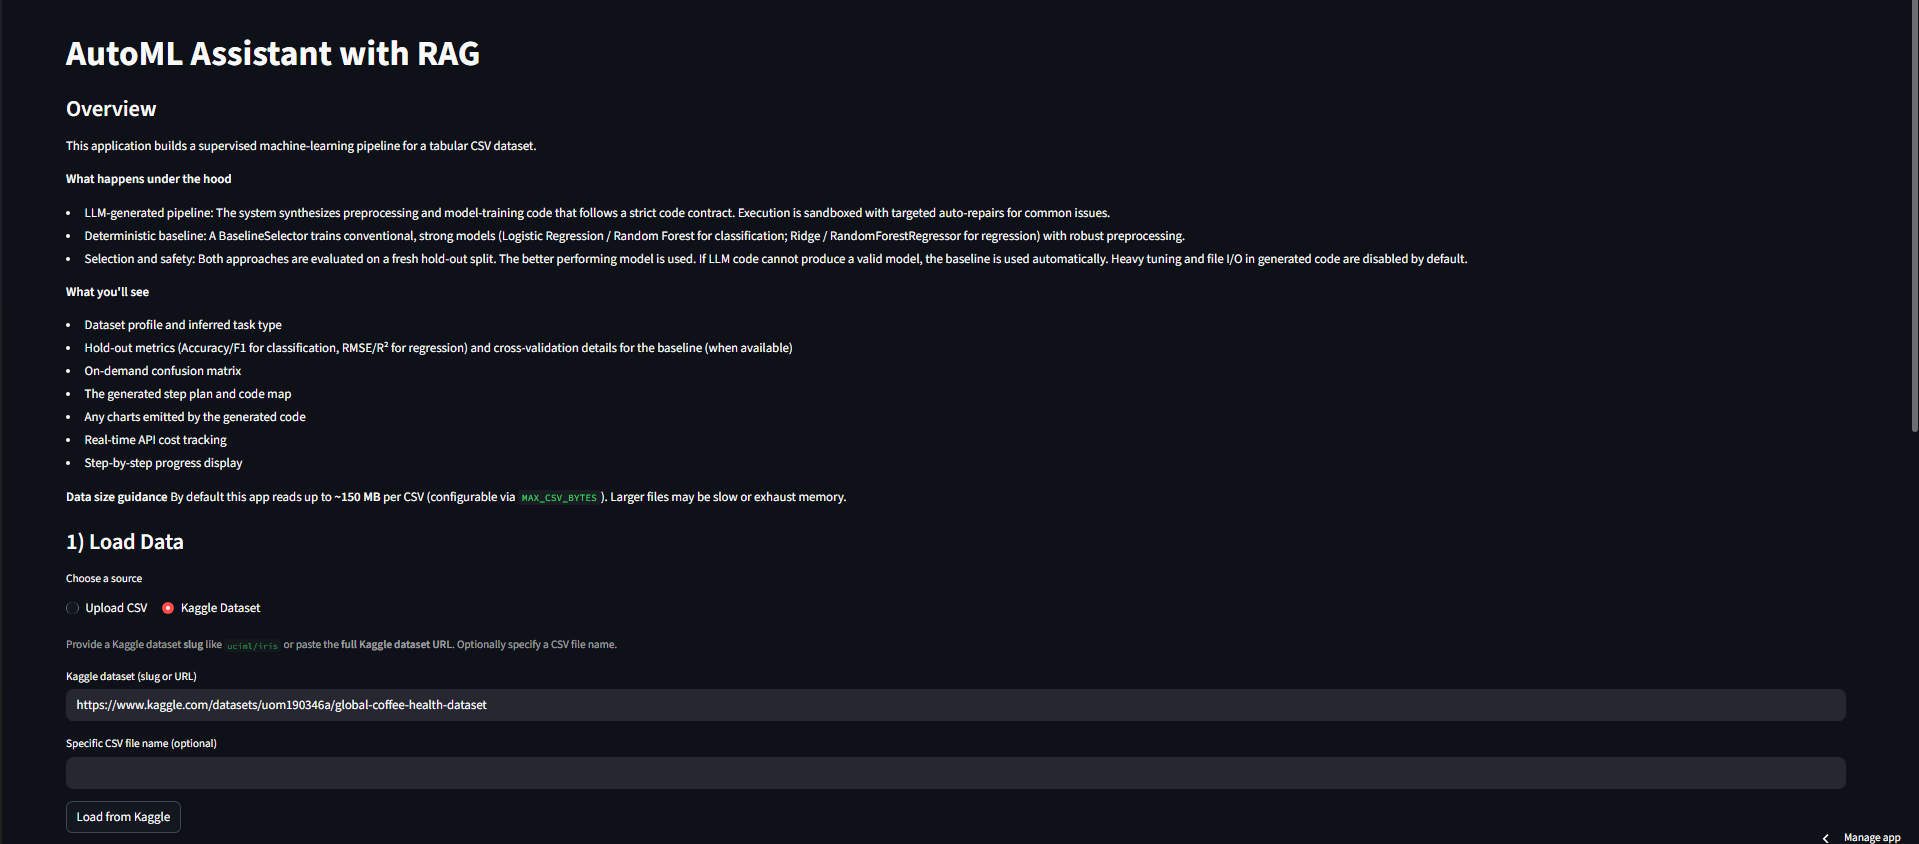 AutoML Assistant with RAG
Overview
This application builds a supervised machine-learning pipeline for a tabular CSV dataset.
What happens under the hood
• LLM-generated pipeline: The system synthesizes preprocessing and model-training code that follows a strict code contract. Execution is sandboxed with targeted auto-repairs for common issues.
• Deterministic baseline: A BaselineSelector trains conventional, strong models (Logistic Regression / Random Forest for classification; Ridge / RandomForestRegressor for regression) with robust preprocessing.
• Selection and safety: Both approaches are evaluated on a fresh hold-out split. The better performing model is used. If LLM code cannot produce a valid model, the baseline is used automatically. Heavy tuning and file I/O in generated code are disabled by default.
What you'll see
• Dataset profile and inferred task type
• Hold-out metrics (Accuracy/F1 for classification, RMSE/R² for regression) and cross-validation details for the baseline (when available)
• On-demand confusion matrix
• The generated step plan and code map
• Any charts emitted by the generated code
• Real-time API cost tracking
• Step-by-step progress display
Data size guidance By default this app reads up to ~150 MB per CSV (configurable via MAX_CSV_BYTES ). Larger files may be slow or exhaust memory.
1) Load Data
Choose a source
Upload CSV Kaggle Dataset
Provide a Kaggle dataset slug like uciml/iris or paste the full Kaggle dataset URL. Optionally specify a CSV file name.
Kaggle dataset (slug or URL)
https://www.kaggle.com/datasets/uom190346a/global-coffee-health-dataset
Specific CSV file name (optional)
Load from Kaggle
Manage app